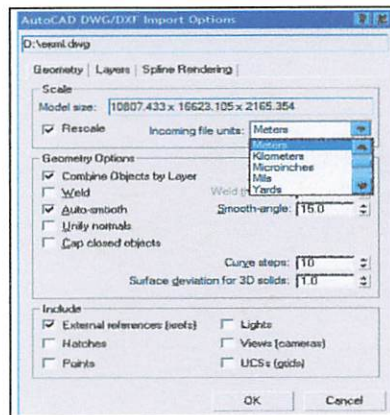 AutoCAD DWG/DXF Import Options
Geometry Layers Spline Rendering
Scale
Model size: 10807.433 x 16623.105 x 2165.354
Rescale Incoming file units: Meters
Meters
Kilometers
Microinches
Mils
Yards
Geometry Options
Combine Objects by Layer
Weld Weld
Auto-smooth Smooth-angle: 15.0
Unify normals
Cap closed objects
Curve steps: 10
Surface deviation for 3D solids: 1.0
Include
External references (xrefs) Lights
Hatches Views (cameras)
Points UCSs (grids)
OK Cancel